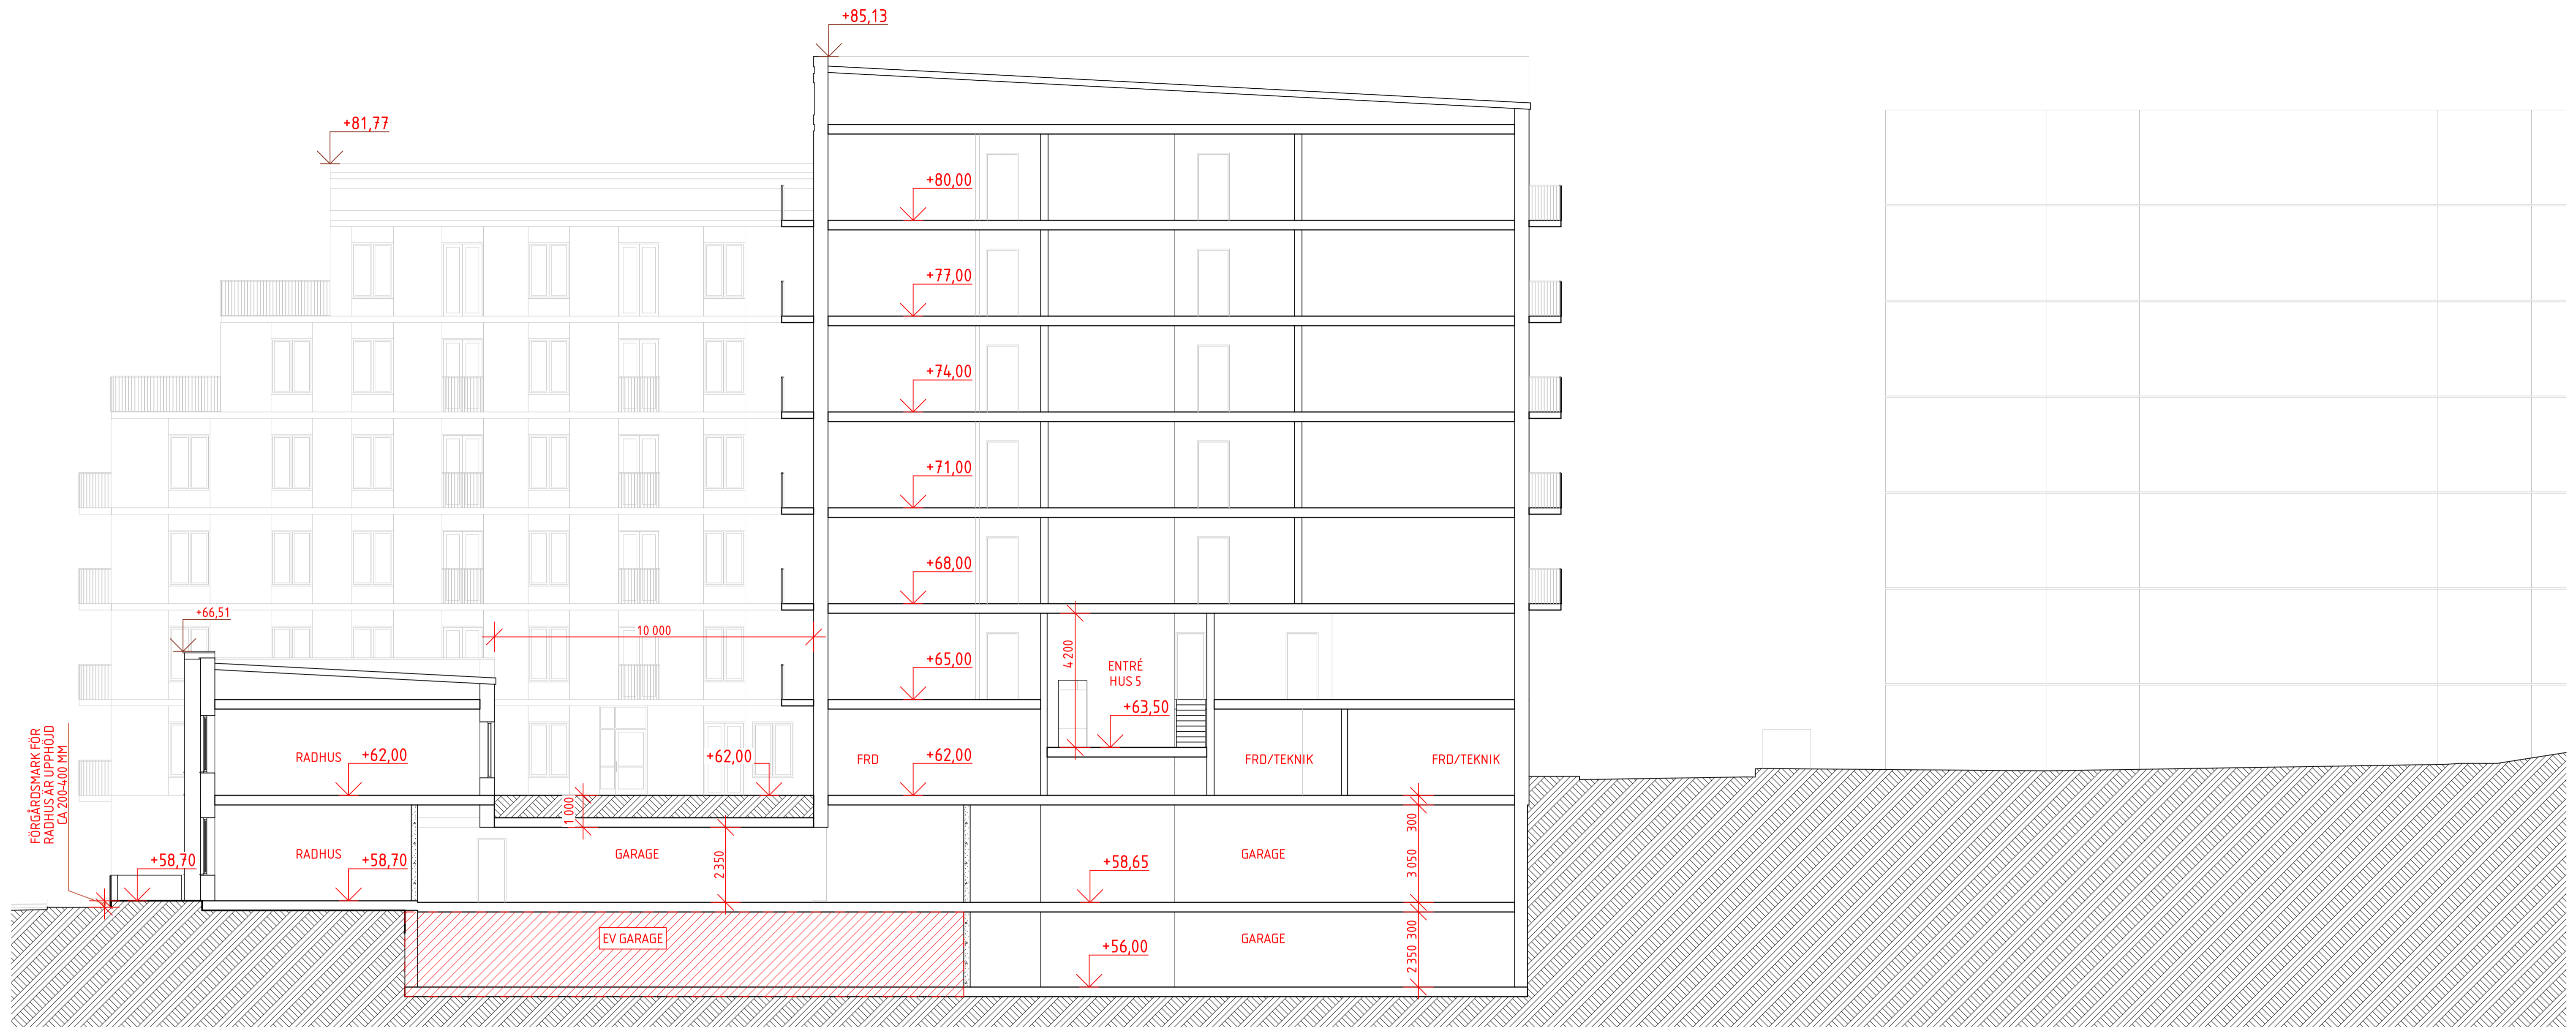 +85,13
+81,77
+80,00
+77,00
+74,00
+71,00
+68,00
+66,51
10 000
+65,00
4 200
ENTRÉ
HUS 5
+63,50
FÖRGÅRDSMARK FÖR
RADHUS ÄR UPPHÖJD
CA 200-400 MM
RADHUS
+62,00
+62,00
FRD
+62,00
FRD/TEKNIK
FRD/TEKNIK
1 000
300
+58,70
RADHUS
+58,70
GARAGE
2 350
+58,65
GARAGE
3 050
EV GARAGE
+56,00
GARAGE
300
2 350